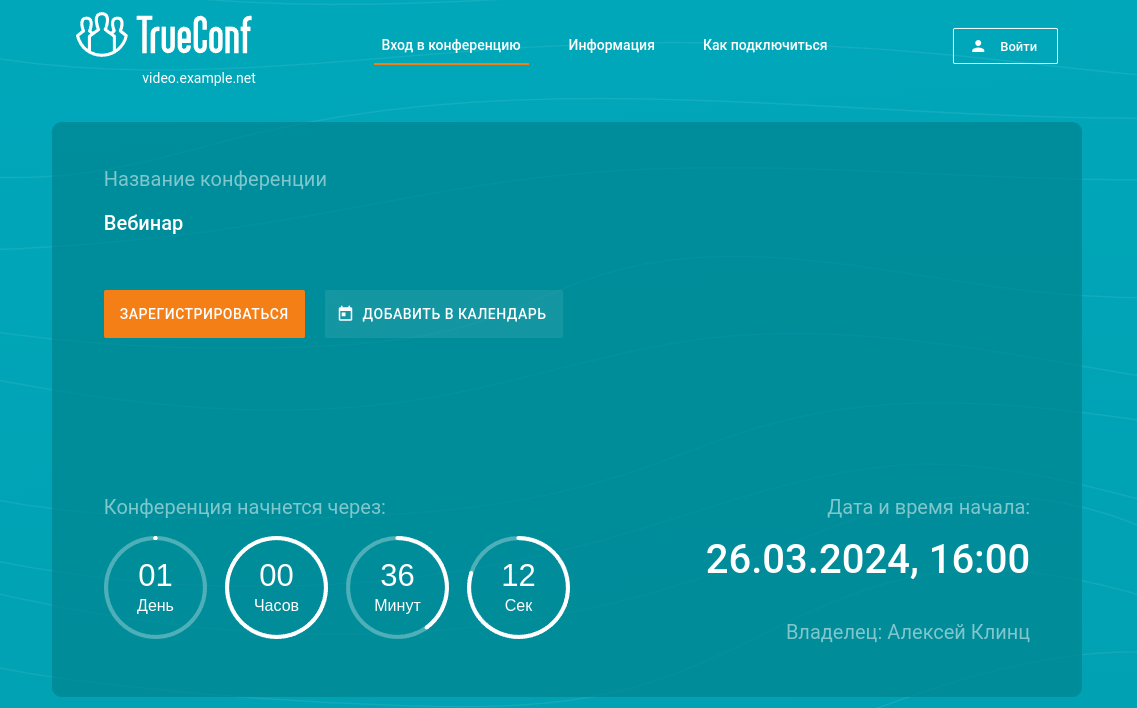 TrueConf
video.example.net
Вход в конференцию
Информация
Как подключиться
Войти
Название конференции
Вебинар
ЗАРЕГИСТРИРОВАТЬСЯ
ДОБАВИТЬ В КАЛЕНДАРЬ
Конференция начнется через:
01
День
00
Часов
36
Минут
12
Сек
Дата и время начала:
26.03.2024, 16:00
Владелец: Алексей Клинц